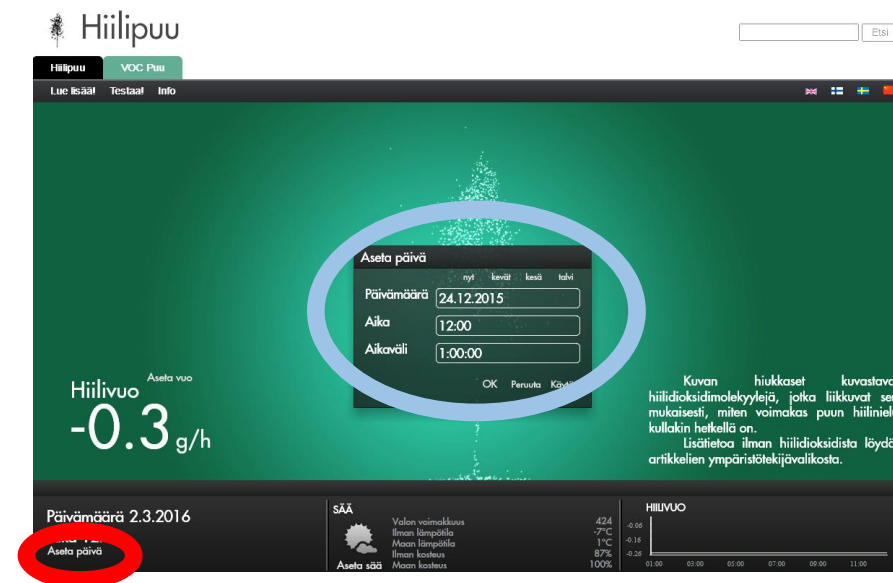 Hiilipuu
Etsi
Hiilipuu VOC Puu
Lue lisää! Testaa! Info
Aseta päivä
nyt kevät kesä talvi
Päivämäärä 24.12.2015
Aika 12:00
Aikaväli 1:00:00
OK Peruuta
Hiilivuo Aseta vuo
-0.3 g/h
Kuvan hiukkaset kuvastavat
hiilidioksidimolekyylejä, jotka liikkuvat sen
mukaisesti, miten voimakas puun hiilinielu
kullakin hetkellä on.
Lisätietoa ilman hiilidioksidista löydä
artikkelien ympäristötekijävalikosta.
Päivämäärä 2.3.2016
Aseta päivä
SÄÄ
Valon voimakkuus 424
Ilman lämpötila -7°C
Maan lämpötila 1°C
Ilman kosteus 87%
Aseta sää Maan kosteus 100%
HIILIVUO
-0.06
-0.16
-0.26
01:00 03:00 05:00 07:00 09:00 11:00